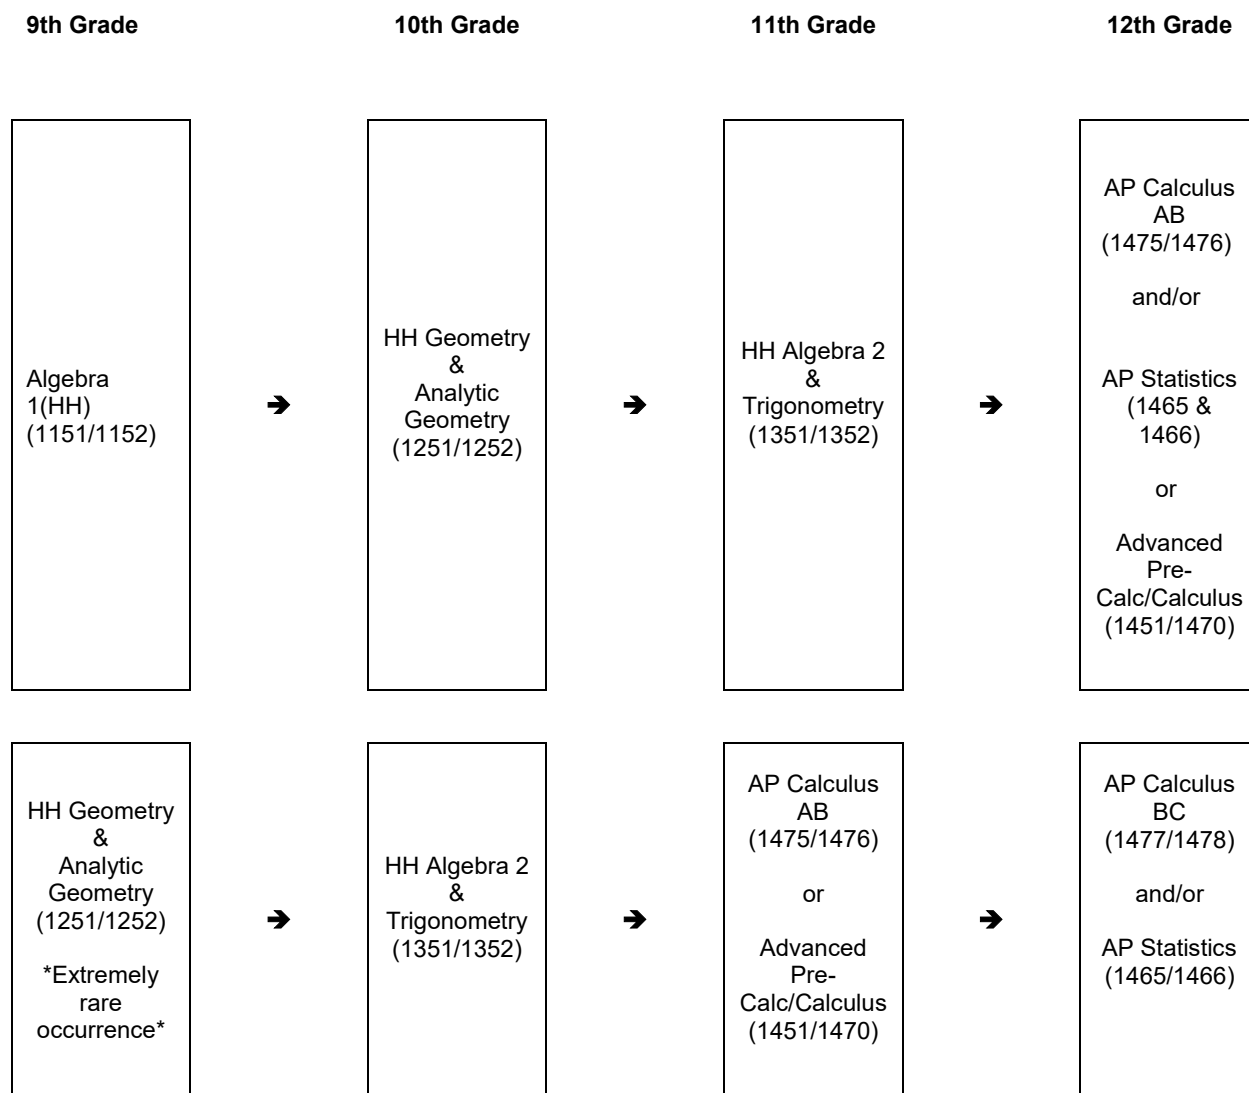 9th Grade
10th Grade
11th Grade
12th Grade
Algebra
1(HH)
(1151/1152)
➔
HH Geometry
&
Analytic
Geometry
(1251/1252)
➔
HH Algebra 2
&
Trigonometry
(1351/1352)
➔
AP Calculus
AB
(1475/1476)
and/or
AP Statistics
(1465 &
1466)
or
Advanced
Pre-
Calc/Calculus
(1451/1470)
HH Geometry
&
Analytic
Geometry
(1251/1252)
*Extremely
rare
occurrence*
➔
HH Algebra 2
&
Trigonometry
(1351/1352)
➔
AP Calculus
AB
(1475/1476)
or
Advanced
Pre-
Calc/Calculus
(1451/1470)
➔
AP Calculus
BC
(1477/1478)
and/or
AP Statistics
(1465/1466)